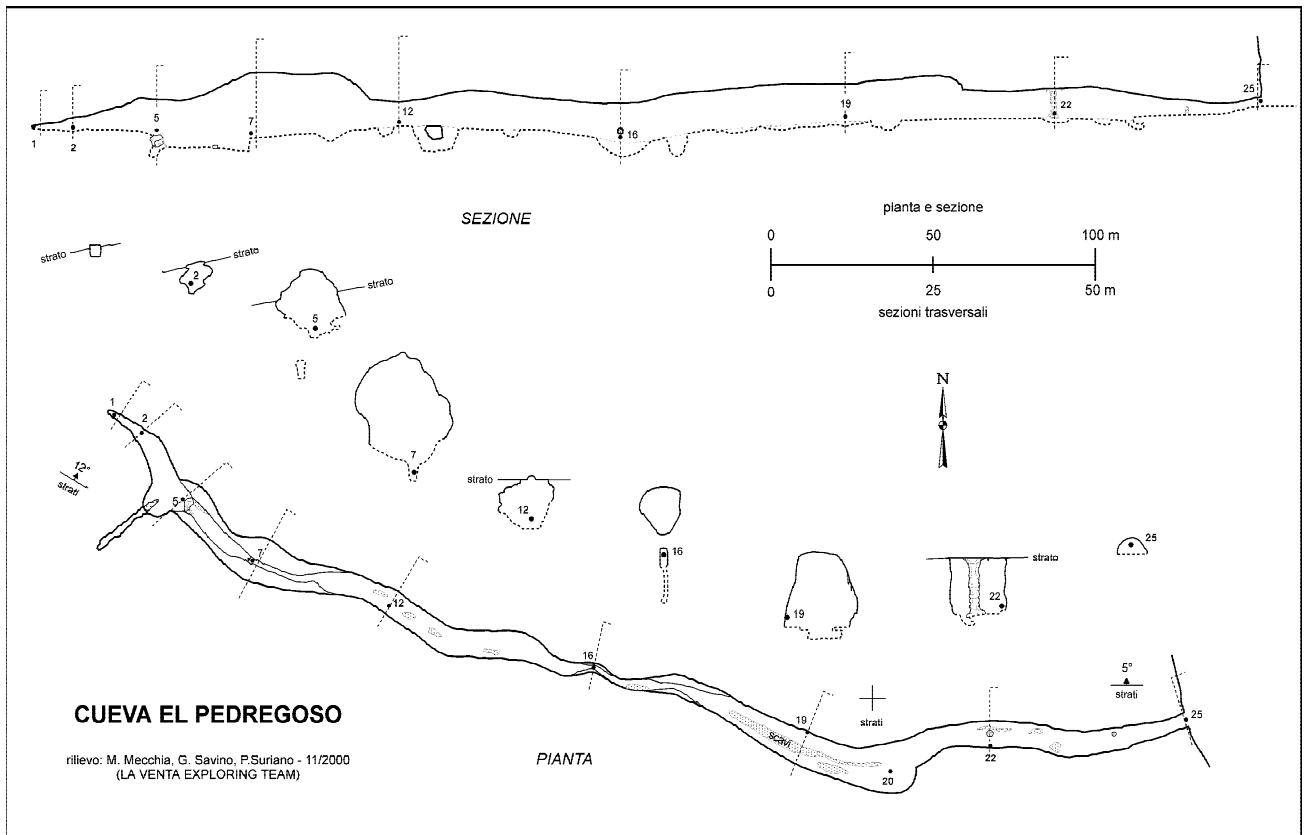 25
5
7
12
19
22
16
1
2
SEZIONE
pianta e sezione
0 50 100 m
0 25 50 m
sezioni trasversali
strato
strato
2
strato
5
N
1
2
7
12°
strati
strato
12
5
16
25
7
strato
19
22
12
16
5°
strati
CUEVA EL PEDREGOSO
strati
19
scavi
25
rilievo: M. Mecchia, G. Savino, P.Suriano - 11/2000
(LA VENTA EXPLORING TEAM)
PIANTA
22
20